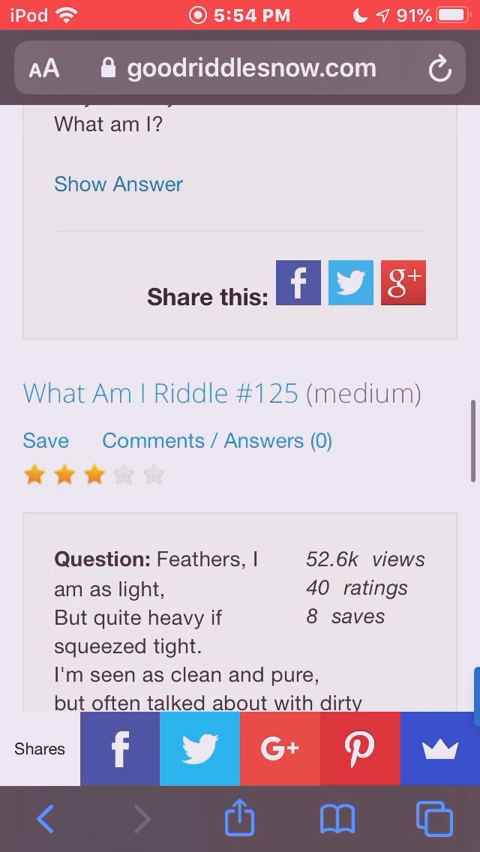 iPod 5:54 PM 91%
AA goodriddlesnow.com
What am I?
Show Answer
Share this: f g+
What Am I Riddle #125 (medium)
Save Comments / Answers (0)
Question: Feathers, I 52.6k views
am as light, 40 ratings
But quite heavy if 8 saves
squeezed tight.
I'm seen as clean and pure,
but often talked about with dirty
Shares f G+